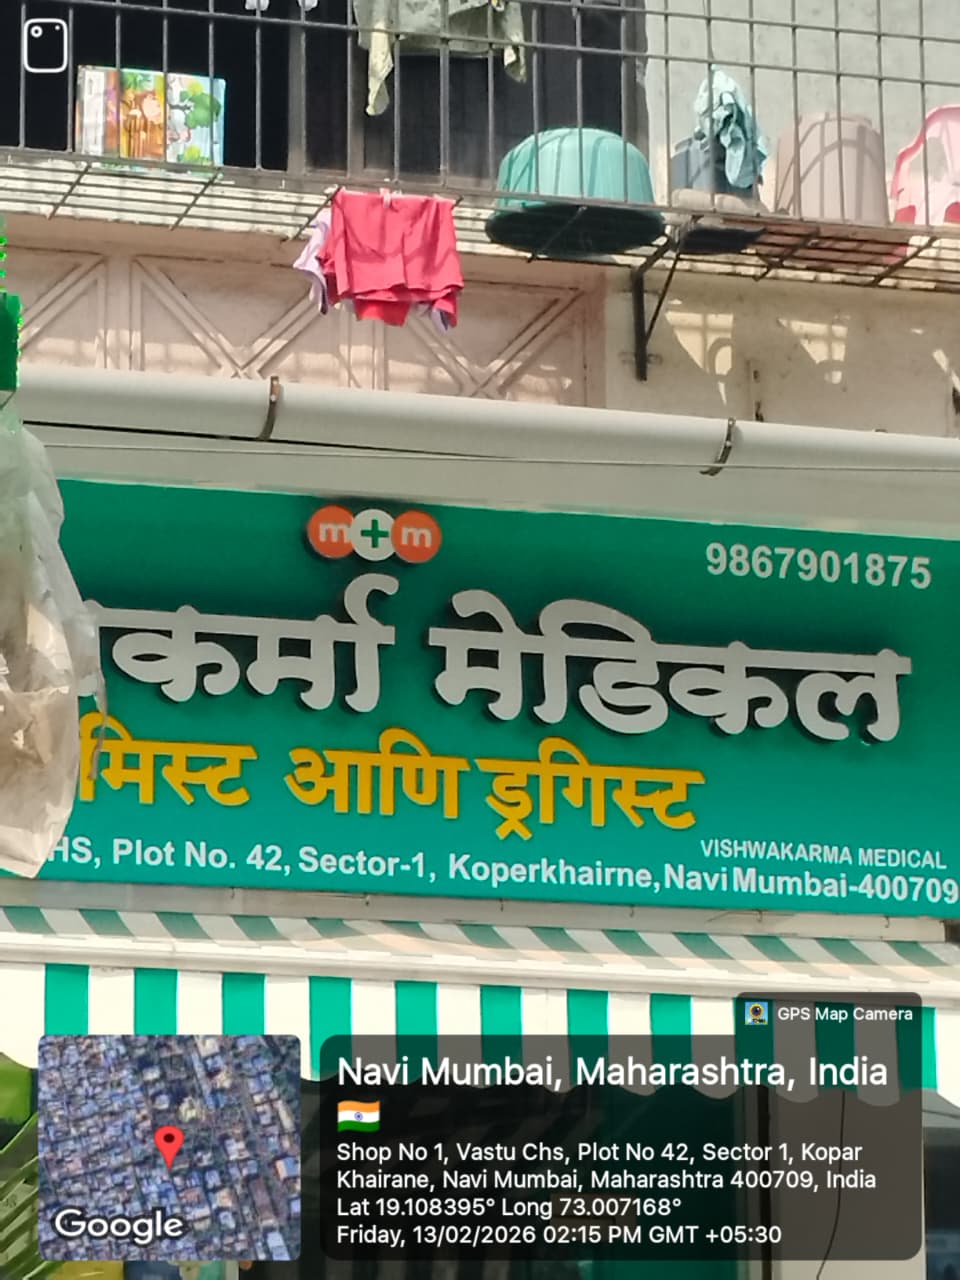 m+m
9867901875
कर्मा मेडिकल
मिस्ट आणि ड्रगिस्ट
VISHWAKARMA MEDICAL
HS, Plot No. 42, Sector-1, Koperkhairne, Navi Mumbai-400709
GPS Map Camera
Navi Mumbai, Maharashtra, India
Shop No 1, Vastu Chs, Plot No 42, Sector 1, Kopar
Khairane, Navi Mumbai, Maharashtra 400709, India
Lat 19.108395° Long 73.007168°
Friday, 13/02/2026 02:15 PM GMT +05:30
Google